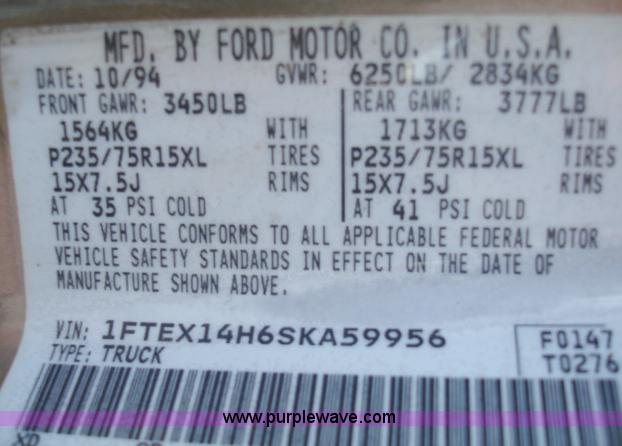 MFD. BY FORD MOTOR CO. IN U.S.A.
DATE: 10/94 GVWR: 6250LB/ 2834KG
FRONT GAWR: 3450LB REAR GAWR: 3777LB
1564KG WITH 1713KG WITH
P235/75R15XL TIRES P235/75R15XL TIRES
15X7.5J RIMS 15X7.5J RIMS
AT 35 PSI COLD AT 41 PSI COLD
THIS VEHICLE CONFORMS TO ALL APPLICABLE FEDERAL MOTOR
VEHICLE SAFETY STANDARDS IN EFFECT ON THE DATE OF
MANUFACTURE SHOWN ABOVE.
VIN: 1FTEX14H6SKA59956 F0147
TYPE: TRUCK T0276
www.purplewave.com
XD